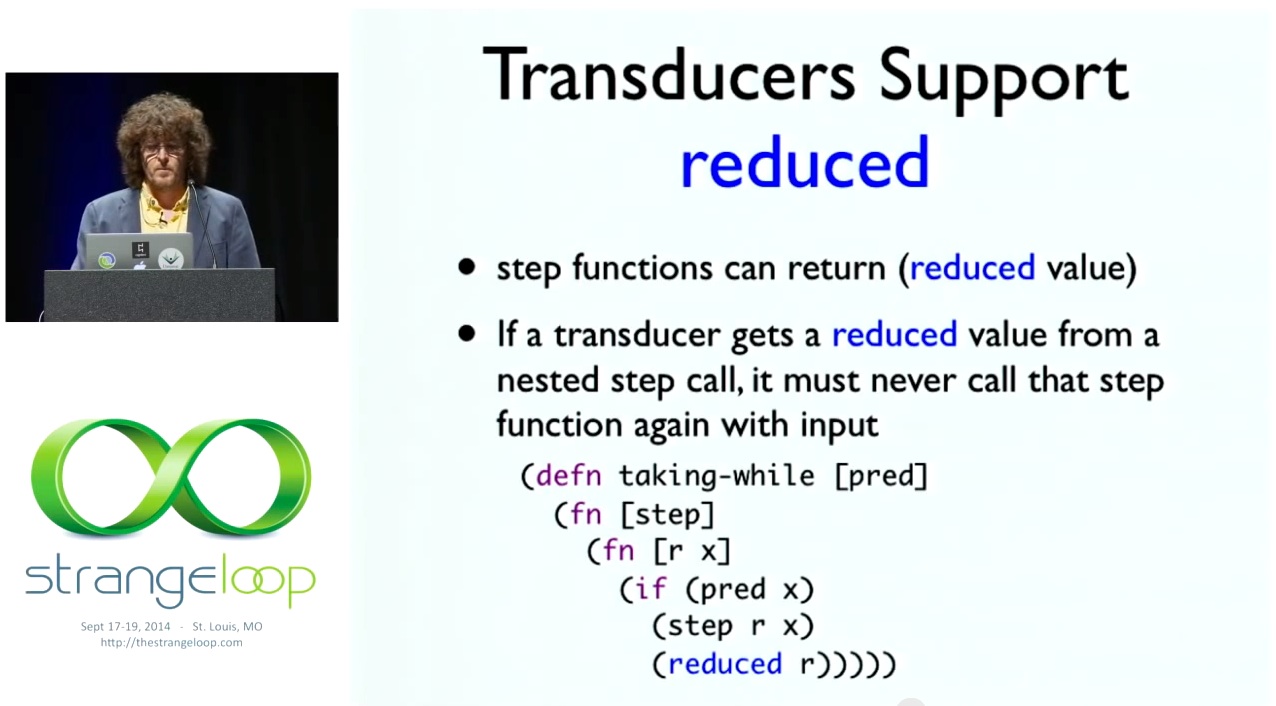 Transducers Support
reduced
• step functions can return (reduced value)
• If a transducer gets a reduced value from a
nested step call, it must never call that step
function again with input
(defn taking-while [pred]
(fn [step]
(fn [r x]
(if (pred x)
(step r x)
(reduced r)))))
strangeloop
Sept 17-19, 2014 - St. Louis, MO
http://thestrangeloop.com